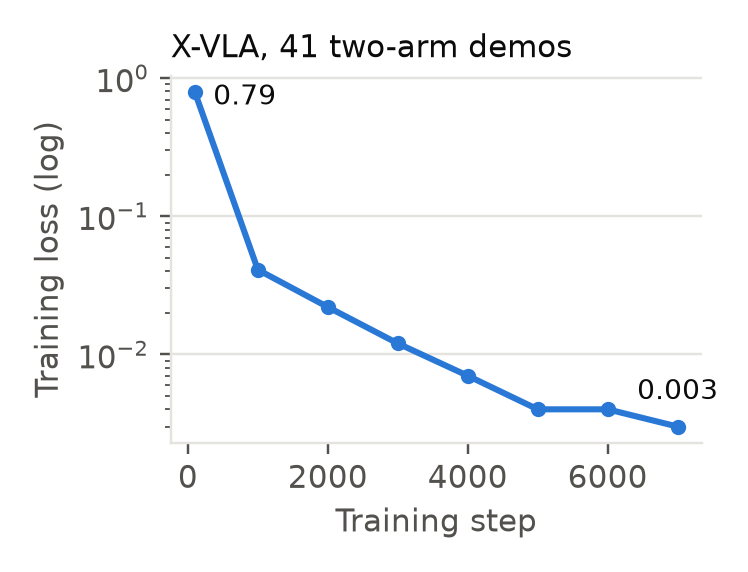 X-VLA, 41 two-arm demos
10⁰
0.79
10⁻¹
10⁻²
0.003
Training loss (log)
0 2000 4000 6000
Training step